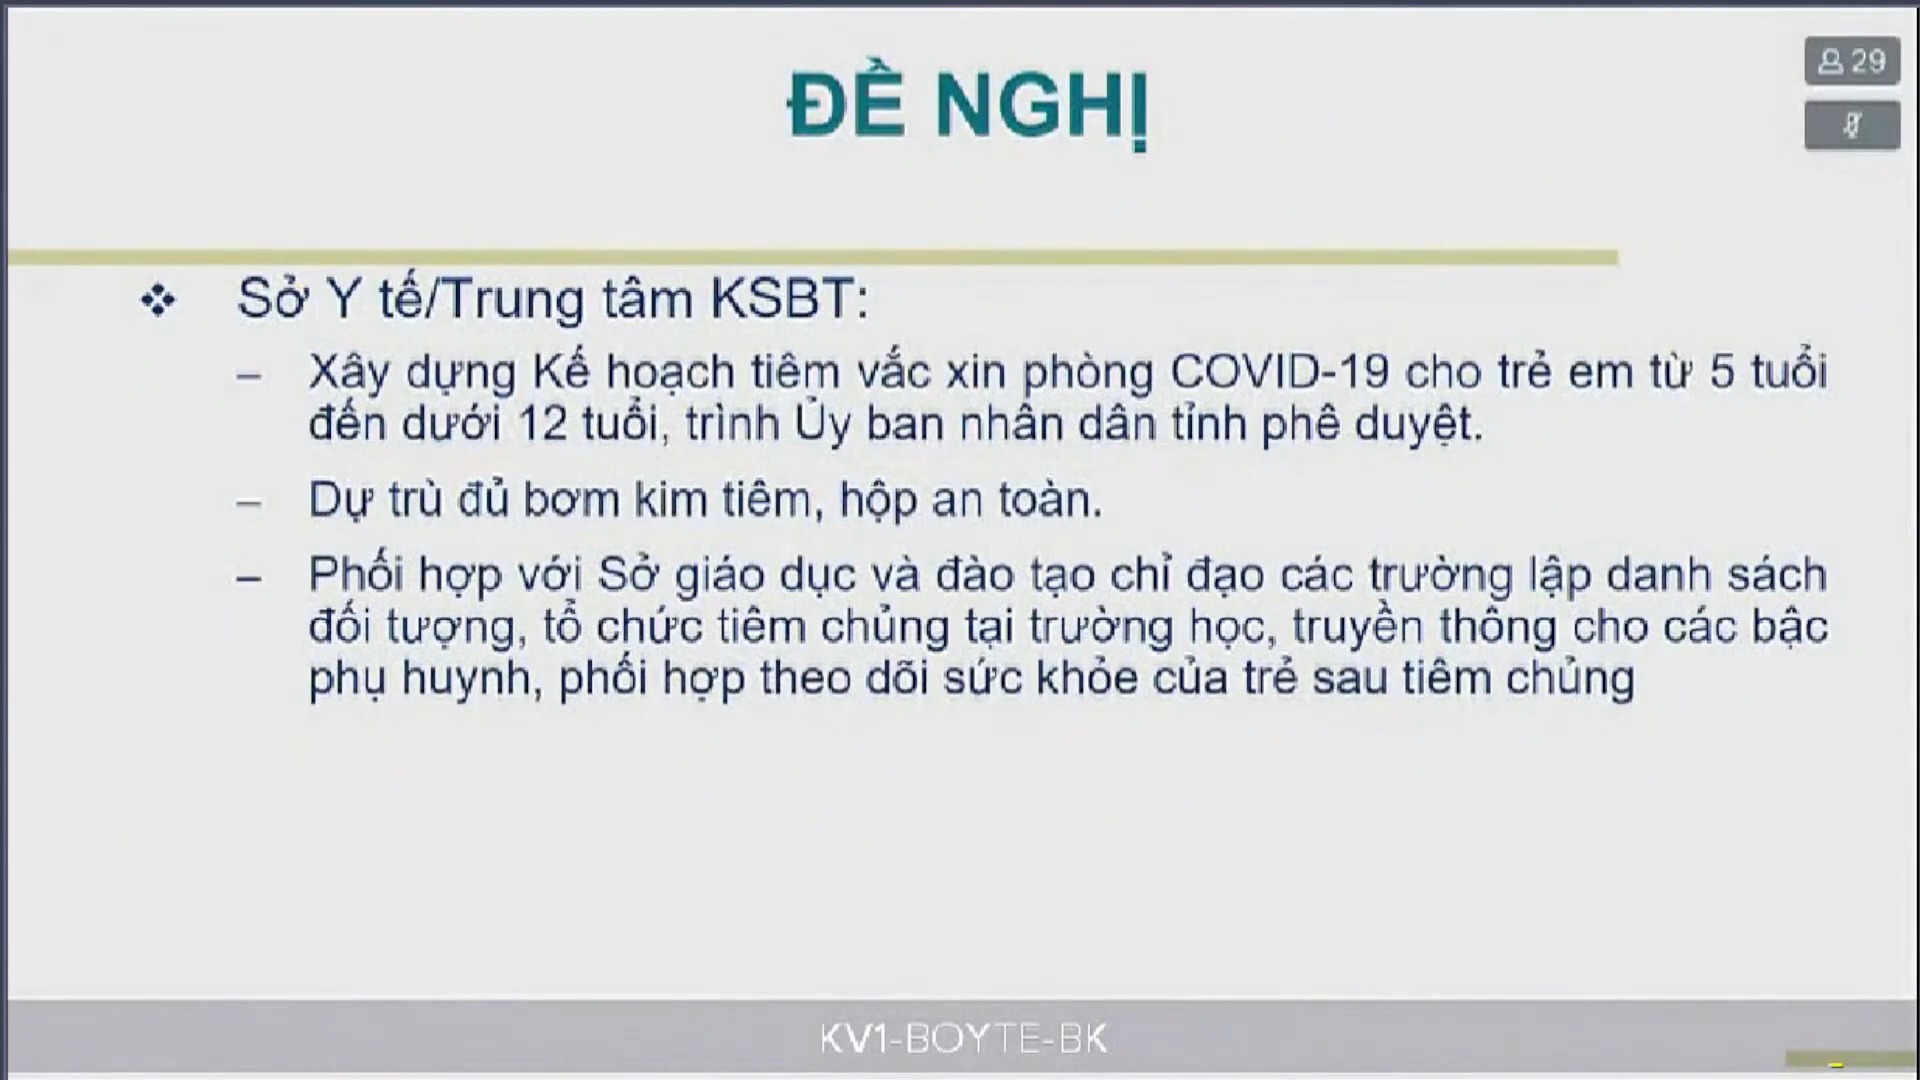 ĐỀ NGHỊ
29
❖ Sở Y tế/Trung tâm KSBT:
– Xây dựng Kế hoạch tiêm vắc xin phòng COVID-19 cho trẻ em từ 5 tuổi
đến dưới 12 tuổi, trình Ủy ban nhân dân tỉnh phê duyệt.
– Dự trù đủ bơm kim tiêm, hộp an toàn.
– Phối hợp với Sở giáo dục và đào tạo chỉ đạo các trường lập danh sách
đối tượng, tổ chức tiêm chủng tại trường học, truyền thông cho các bậc
phụ huynh, phối hợp theo dõi sức khỏe của trẻ sau tiêm chủng
KV1-BOYTE-BK